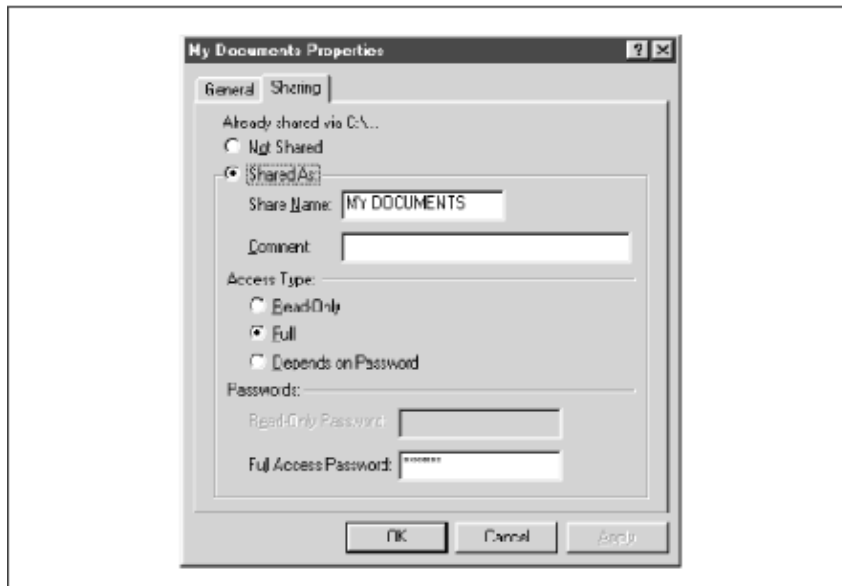 My Documents Properties
General Sharing
Already shared via C:\...
Not Shared
Shared As:
Share Name: MY DOCUMENTS
Comment:
Access Type:
Read-Only
Full
Depends on Password
Passwords:
Read-Only Password:
Full Access Password: ********
OK Cancel Apply